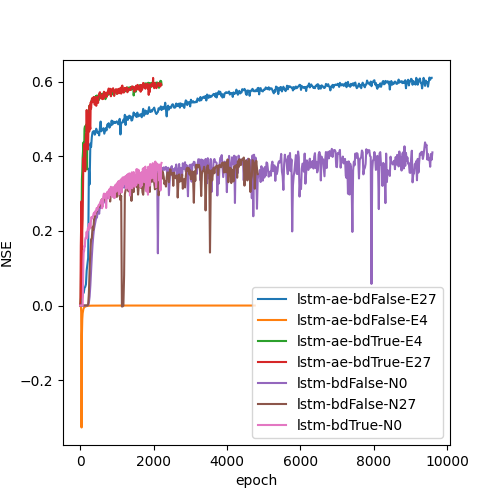 0.6
0.4
0.2
0.0
−0.2
NSE
0
2000
4000
6000
8000
10000
epoch
lstm-ae-bdFalse-E27
lstm-ae-bdFalse-E4
lstm-ae-bdTrue-E4
lstm-ae-bdTrue-E27
lstm-bdFalse-N0
lstm-bdFalse-N27
lstm-bdTrue-N0